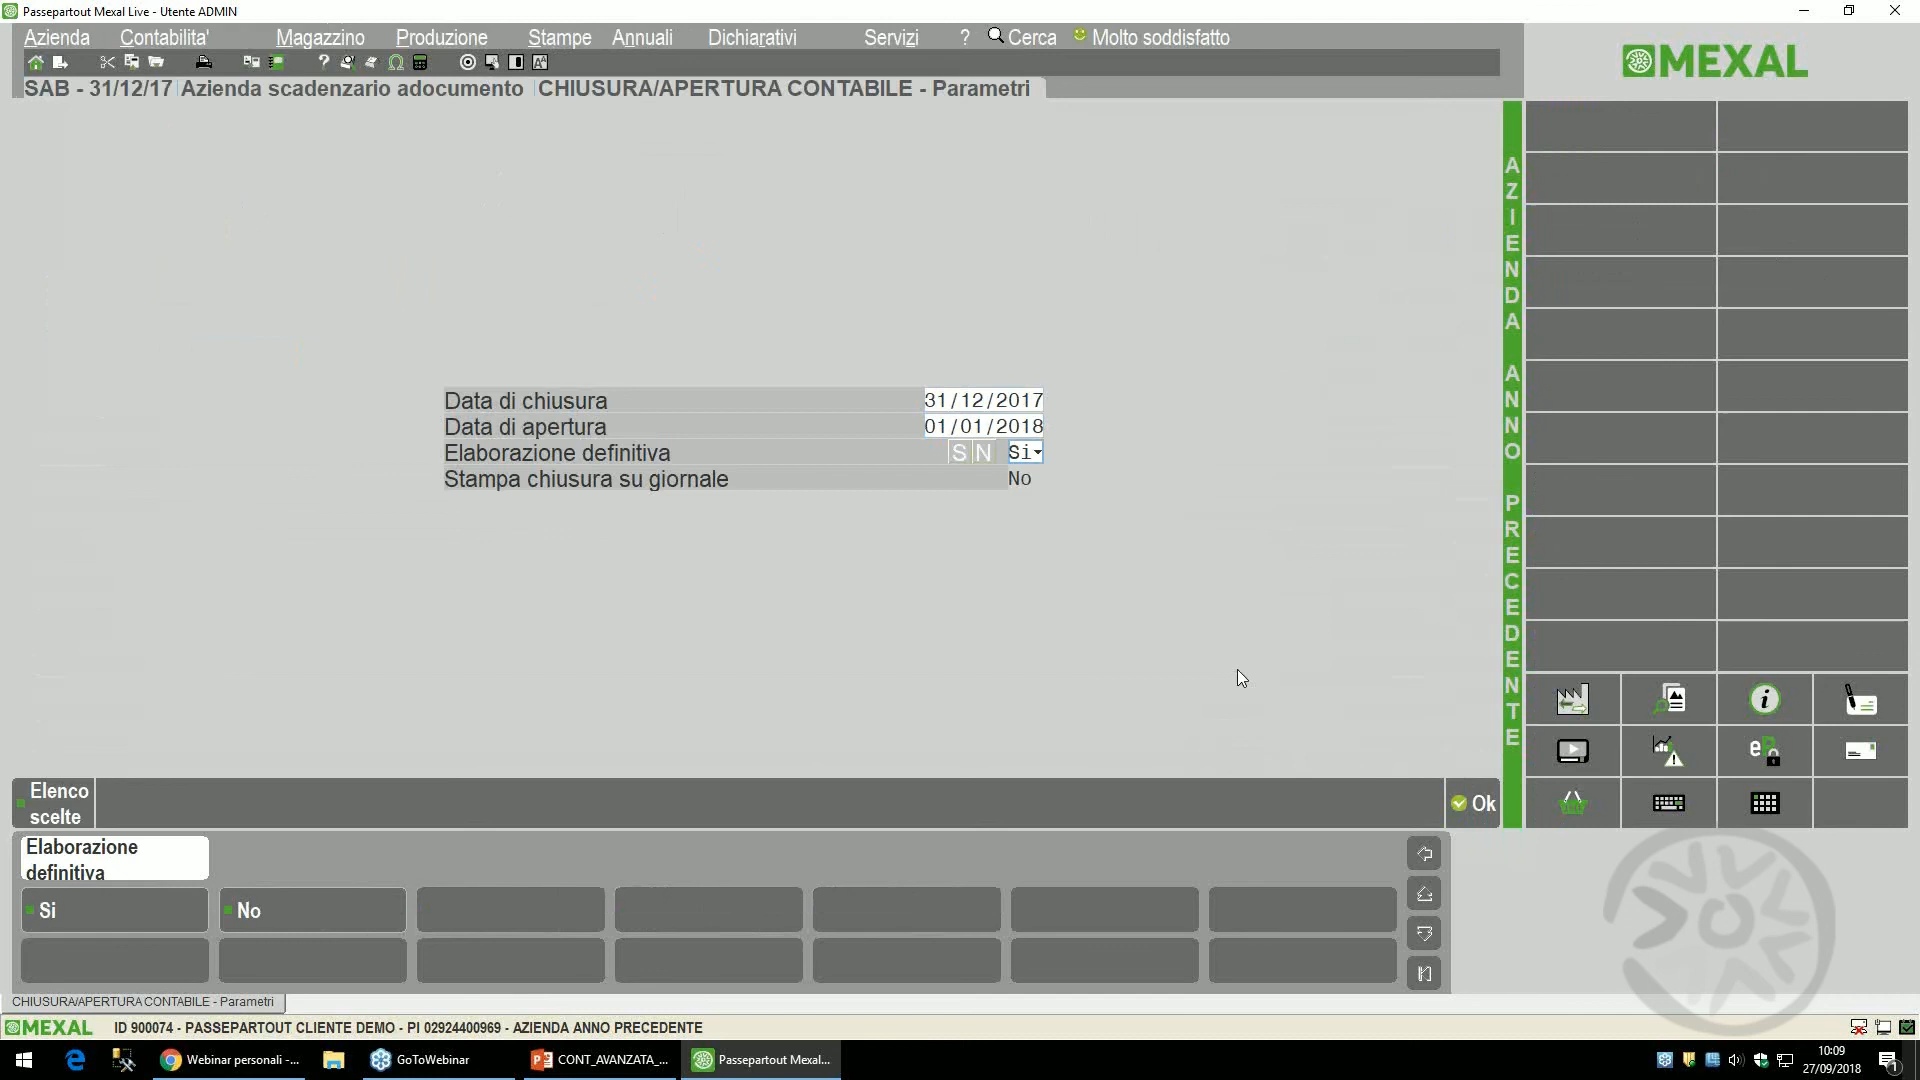 Passepartout Mexal Live - Utente ADMIN
Azienda Contabilita' Magazzino Produzione Stampe Annuali Dichiarativi Servizi ? Cerca Molto soddisfatto
MEXAL
SAB - 31/12/17 Azienda scadenzario adocumento CHIUSURA/APERTURA CONTABILE - Parametri
AZIENDA ANNO PRECEDENTE
Data di chiusura 31/12/2017
Data di apertura 01/01/2018
Elaborazione definitiva S N Si
Stampa chiusura su giornale No
Elenco
scelte
Ok
Elaborazione
definitiva
Si No
CHIUSURA/APERTURA CONTABILE - Parametri
MEXAL ID 900074 - PASSEPARTOUT CLIENTE DEMO - PI 02924400969 - AZIENDA ANNO PRECEDENTE
Webinar personali -... GoToWebinar CONT_AVANZATA_... Passepartout Mexal...
10:09
27/09/2018
1